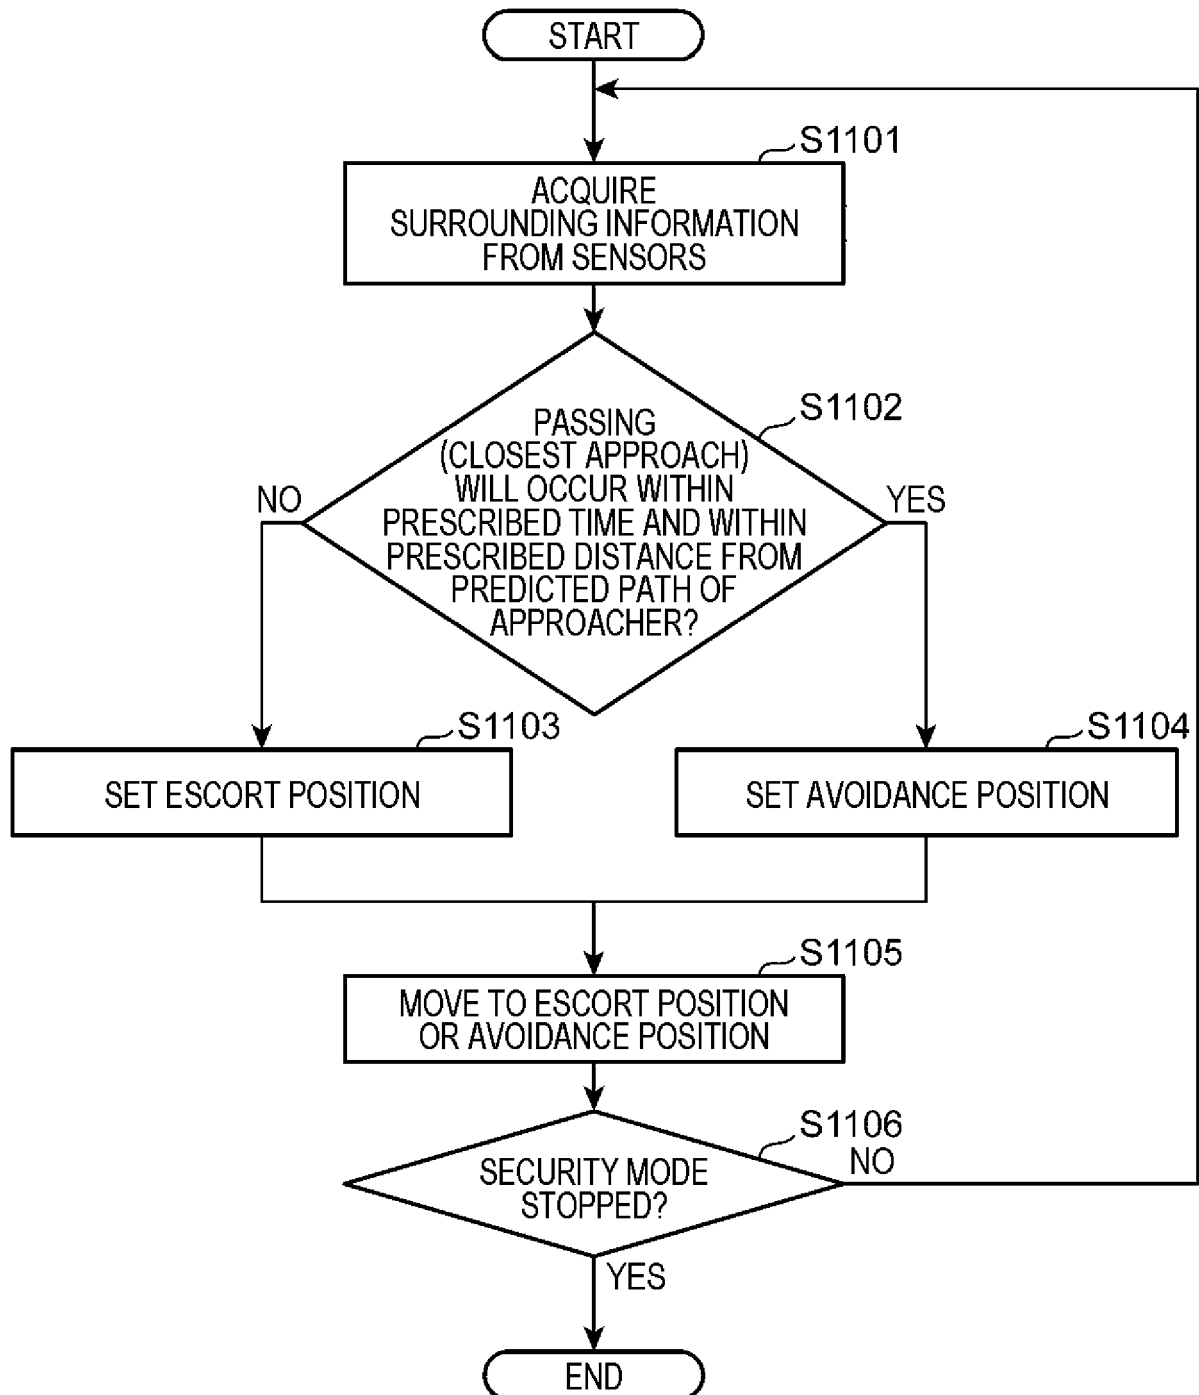 START
S1101
ACQUIRE
SURROUNDING INFORMATION
FROM SENSORS
S1102
PASSING
(CLOSEST APPROACH)
WILL OCCUR WITHIN
PRESCRIBED TIME AND WITHIN
PRESCRIBED DISTANCE FROM
PREDICTED PATH OF
APPROACHER?
NO
YES
S1103
SET ESCORT POSITION
S1104
SET AVOIDANCE POSITION
S1105
MOVE TO ESCORT POSITION
OR AVOIDANCE POSITION
S1106
SECURITY MODE
STOPPED?
NO
YES
END